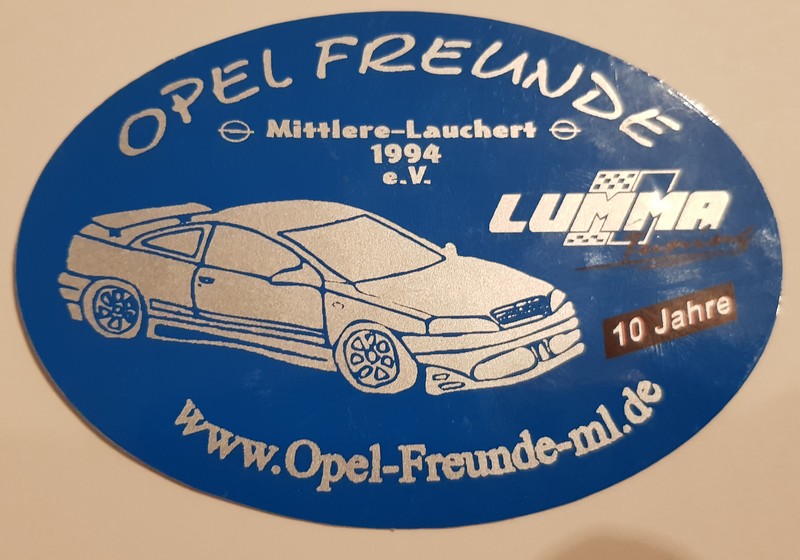 OPEL FREUNDE
Mittlere-Lauchert
1994
e.V.
LUMMA
10 Jahre
www.Opel-Freunde-ml.de